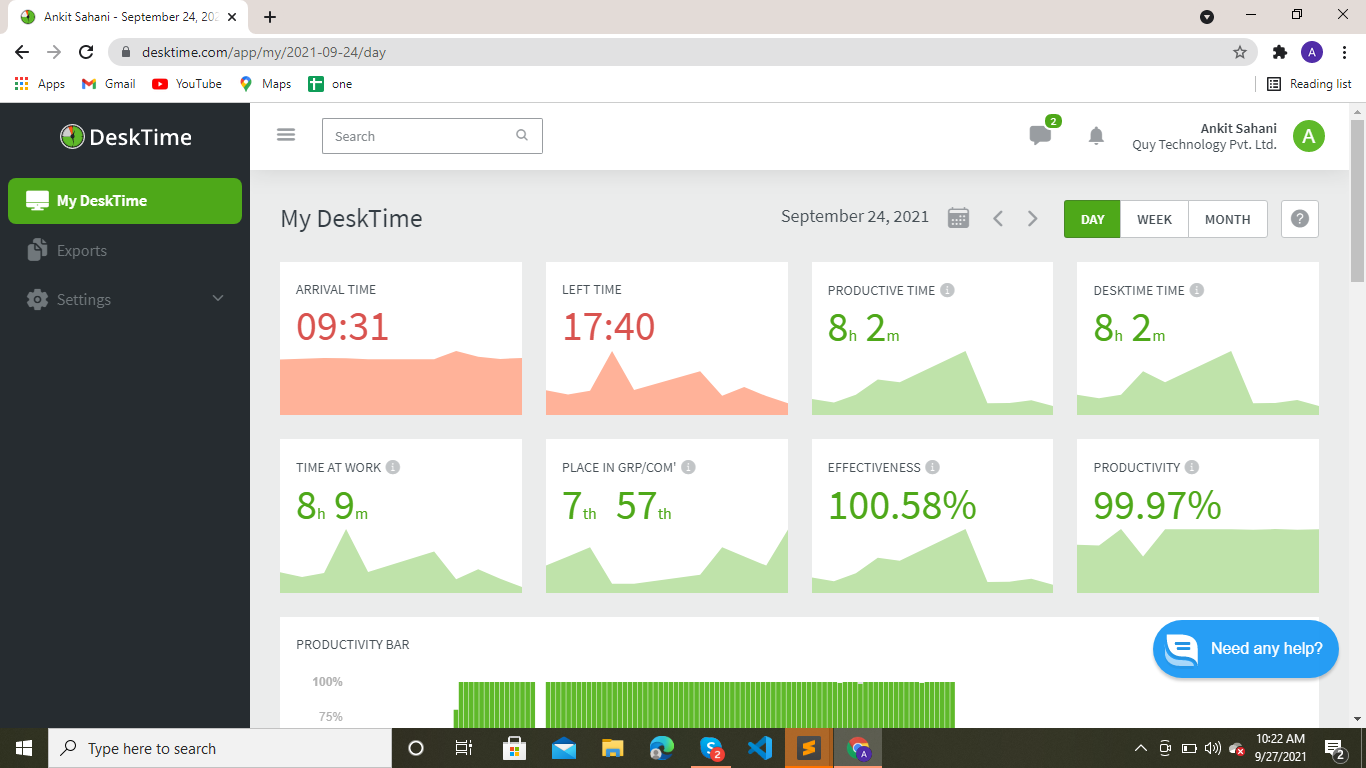 Ankit Sahani - September 24, 202
desktime.com/app/my/2021-09-24/day
A
Apps
Gmail
YouTube
Maps
one
Reading list
DeskTime
Search
2
Ankit Sahani
Quy Technology Pvt. Ltd.
A
My DeskTime
Exports
Settings
My DeskTime
September 24, 2021
DAY
WEEK
MONTH
?
ARRIVAL TIME
09:31
LEFT TIME
17:40
PRODUCTIVE TIME
8h 2m
DESKTIME TIME
8h 2m
TIME AT WORK
8h 9m
PLACE IN GRP/COM'
7th 57th
EFFECTIVENESS
100.58%
PRODUCTIVITY
99.97%
PRODUCTIVITY BAR
100%
75%
Need any help?
Type here to search
2
A
10:22 AM
9/27/2021
2